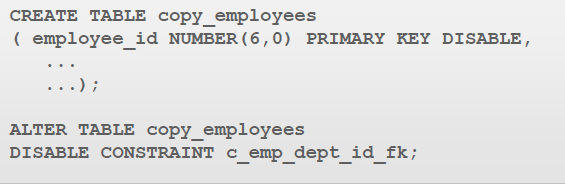 CREATE TABLE copy_employees
( employee_id NUMBER(6,0) PRIMARY KEY DISABLE,
...
...);
ALTER TABLE copy_employees
DISABLE CONSTRAINT c_emp_dept_id_fk;